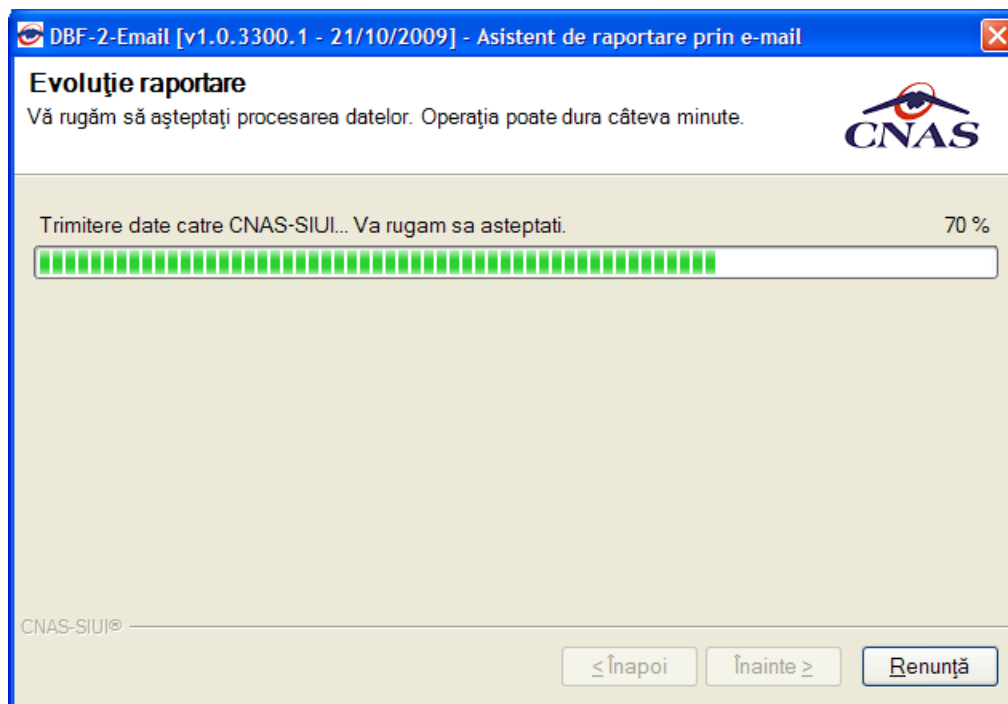 DBF-2-Email [v1.0.3300.1 - 21/10/2009] - Asistent de raportare prin e-mail
Evoluţie raportare
Vă rugăm să aşteptaţi procesarea datelor. Operaţia poate dura câteva minute.
CNAS
Trimitere date catre CNAS-SIUI... Va rugam sa asteptati. 70 %
CNAS-SIUI®
< Înapoi Înainte > Renunţă